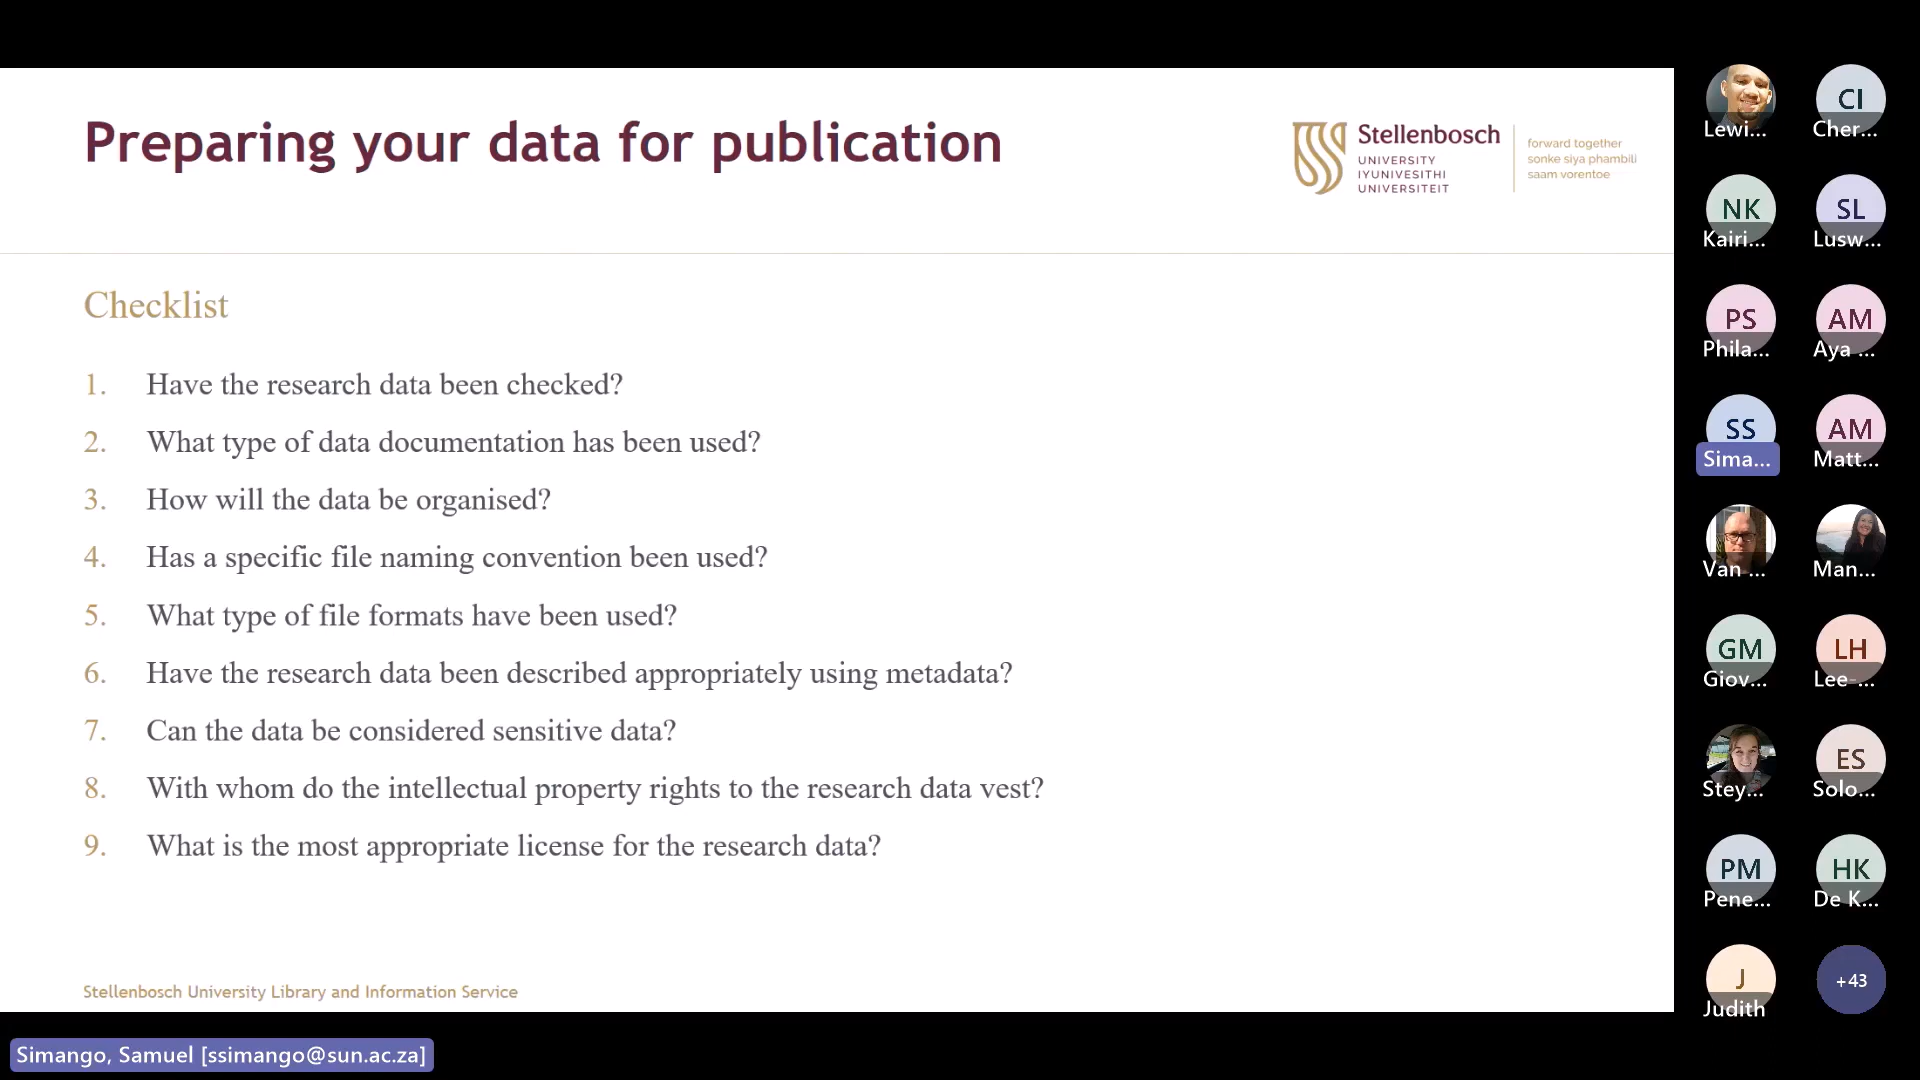 Preparing your data for publication
Stellenbosch
UNIVERSITY
IYUNIVESITHI
UNIVERSITEIT
forward together
sonke siya phambili
saam vorentoe
Checklist
1. Have the research data been checked?
2. What type of data documentation has been used?
3. How will the data be organised?
4. Has a specific file naming convention been used?
5. What type of file formats have been used?
6. Have the research data been described appropriately using metadata?
7. Can the data be considered sensitive data?
8. With whom do the intellectual property rights to the research data vest?
9. What is the most appropriate license for the research data?
Stellenbosch University Library and Information Service
Simango, Samuel [ssimango@sun.ac.za]
Lewi...
CI
Cher...
NK
Kairi...
SL
Lusw...
PS
Phila...
AM
Aya ...
SS
Sima...
AM
Matt...
Van ...
Man...
GM
Giov...
LH
Lee-...
Stey...
ES
Solo...
PM
Pene...
HK
De K...
J
Judith
+43